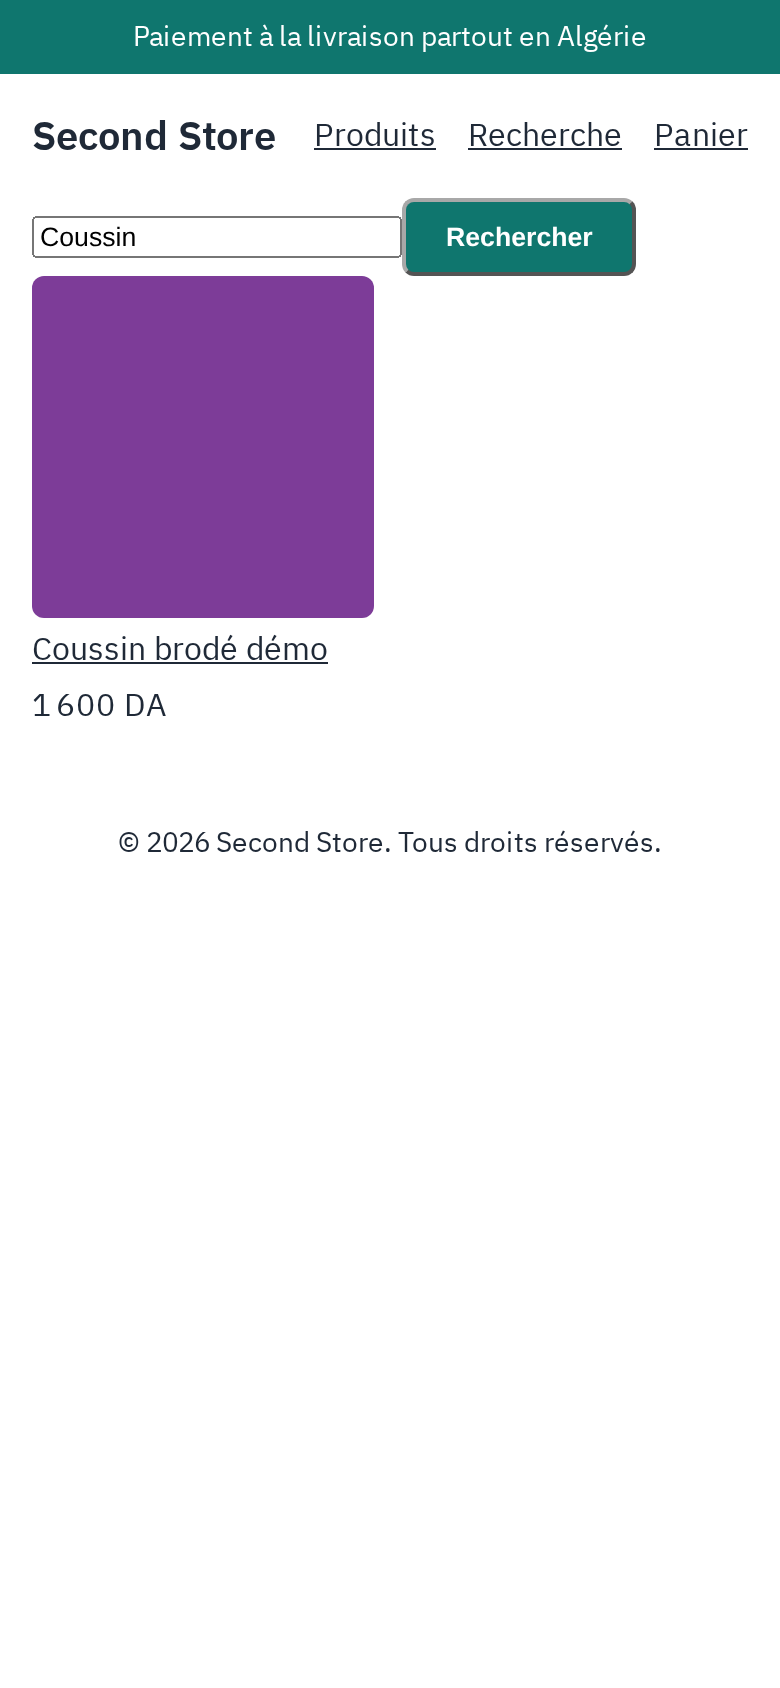 Paiement à la livraison partout en Algérie
Second Store Produits Recherche Panier
Coussin Rechercher
Coussin brodé démo
1 600 DA
© 2026 Second Store. Tous droits réservés.